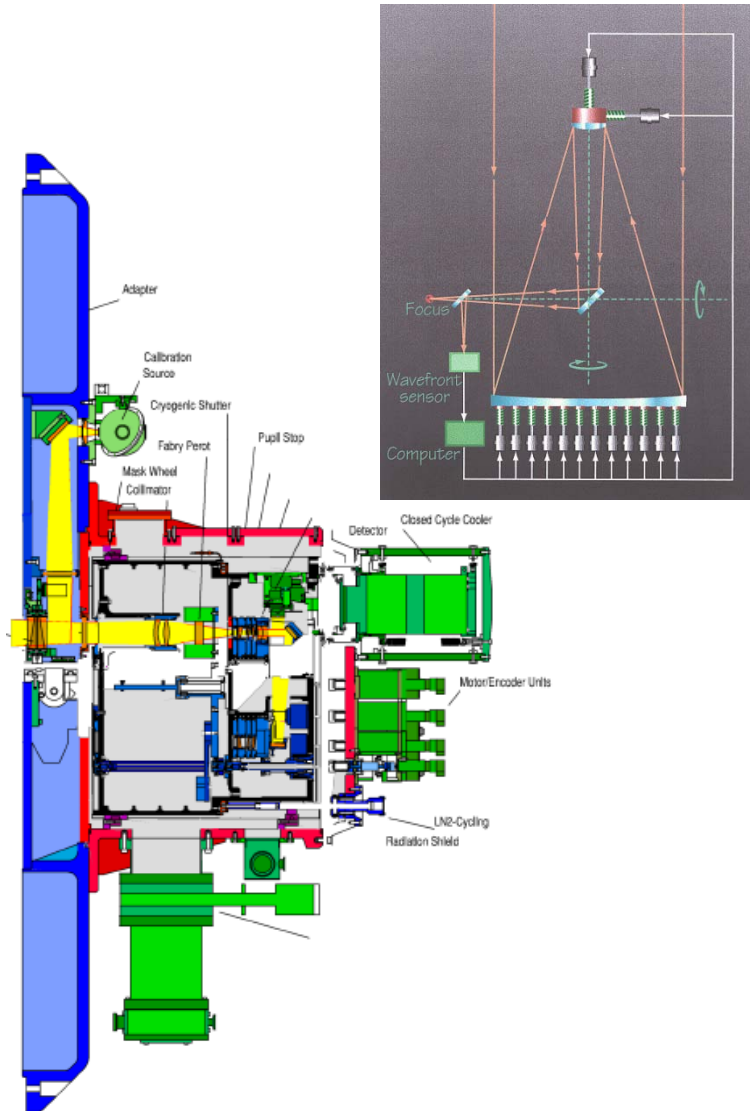 Focus
Wavefront
sensor
Computer
Adapter
Calibration
Source
Cryogenic Shutter
Fabry Perot
Pupil Stop
Mask Wheel
Collimator
Detector
Closed Cycle Cooler
Motor/Encoder Units
LN2-Cycling
Radiation Shield